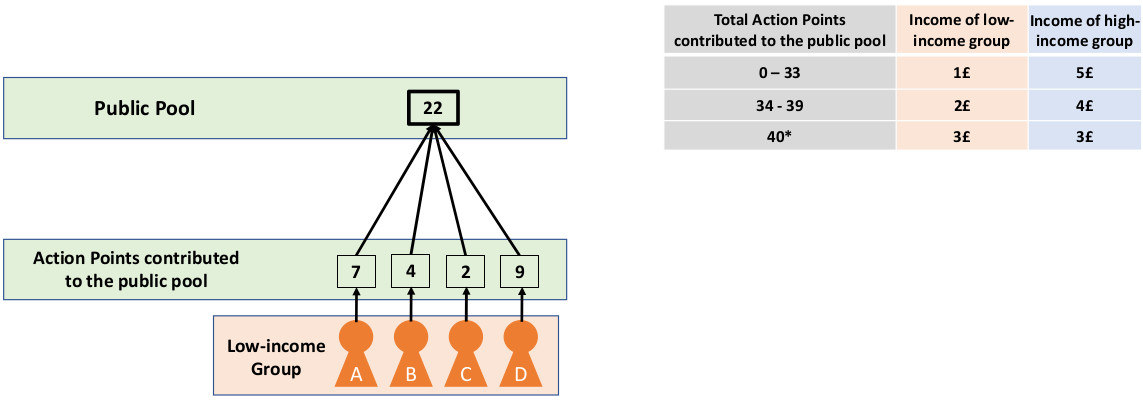 Total Action Points
contributed to the public pool
Income of low-
income group
Income of high-
income group
0 – 33
1£
5£
34 - 39
2£
4£
40*
3£
3£
Public Pool
22
Action Points contributed
to the public pool
7
4
2
9
Low-income
Group
A
B
C
D